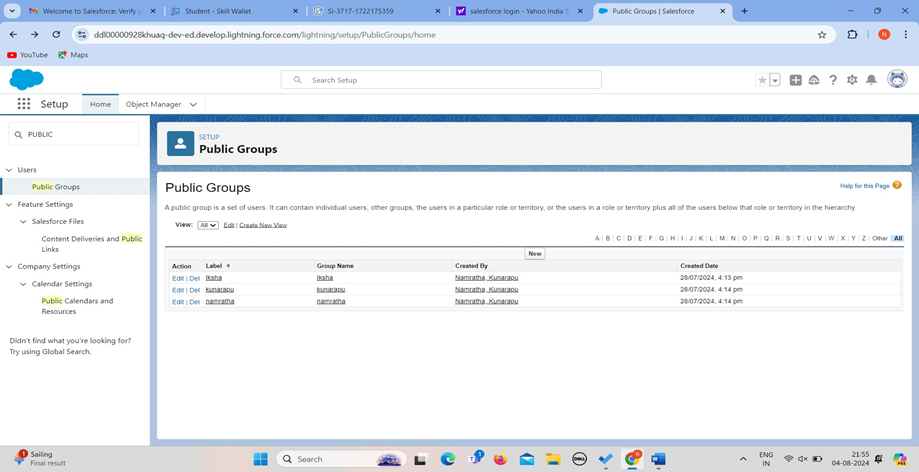 Welcome to Salesforce: Verify y
Student - Skill Wallet
SI-3717-1722175359
salesforce login - Yahoo India S
Public Groups | Salesforce
ddl00000928khuaq-dev-ed.develop.lightning.force.com/lightning/setup/PublicGroups/home
N
YouTube
Maps
Search Setup
Setup
Home
Object Manager
PUBLIC
Users
Public Groups
Feature Settings
Salesforce Files
Content Deliveries and Public
Links
Company Settings
Calendar Settings
Public Calendars and
Resources
Didn't find what you're looking for?
Try using Global Search.
SETUP
Public Groups
Public Groups
Help for this Page
A public group is a set of users. It can contain individual users, other groups, the users in a particular role or territory, or the users in a role or territory plus all of the users below that role or territory in the hierarchy.
View: All Edit | Create New View
A | B | C | D | E | F | G | H | I | J | K | L | M | N | O | P | Q | R | S | T | U | V | W | X | Y | Z | Other All
New
Action Label ↑ Group Name Created By Created Date
Edit | Del Iksha Iksha Namratha, Kunarapu 28/07/2024, 4:13 pm
Edit | Del kunarapu kunarapu Namratha, Kunarapu 28/07/2024, 4:14 pm
Edit | Del namratha namratha Namratha, Kunarapu 28/07/2024, 4:14 pm
1
Sailing
Final result
Search
1
DELL
N
ENG
IN
21:55
04-08-2024